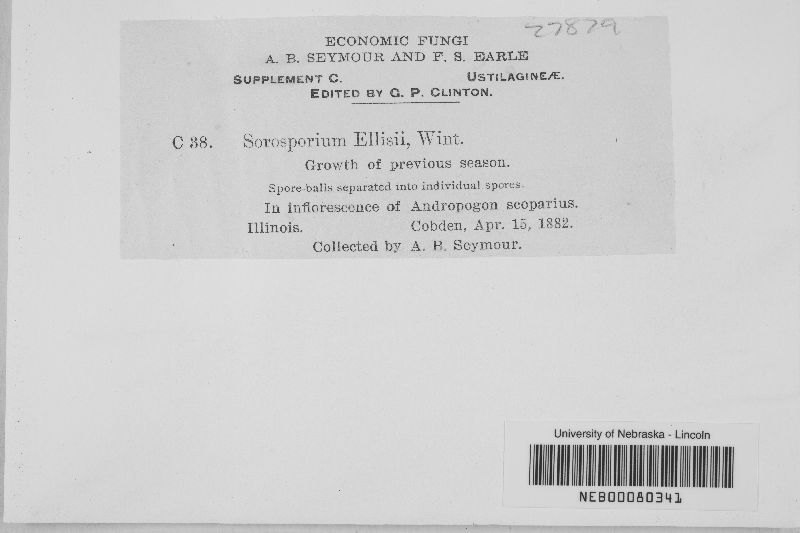 27879
ECONOMIC FUNGI
A. B. SEYMOUR AND F. S. EARLE
SUPPLEMENT C. USTILAGINEÆ.
EDITED BY G. P. CLINTON.
C 38. Sorosporium Ellisii, Wint.
Growth of previous season.
Spore-balls separated into individual spores.
In inflorescence of Andropogon scoparius.
Illinois. Cobden, Apr. 15, 1882.
Collected by A. B. Seymour.
University of Nebraska - Lincoln
NEB00080341